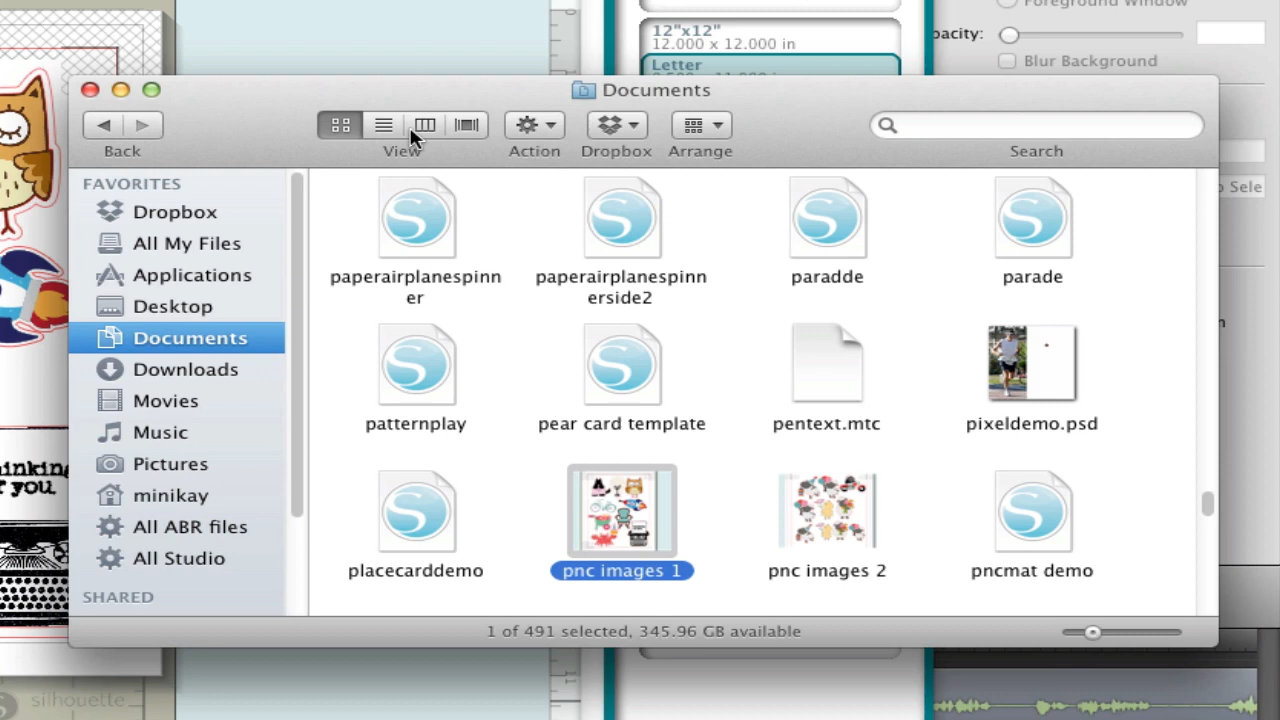 Foreground Window
12"x12"
12.000 x 12.000 in
pacity:
Letter
Blur Background
Documents
Back
View
Action
Dropbox
Arrange
Search
FAVORITES
Dropbox
All My Files
Applications
Desktop
Documents
Downloads
Movies
Music
Pictures
minikay
All ABR files
All Studio
SHARED
paperairplanespinn
er
paperairplanespinn
erside2
paradde
parade
patternplay
pear card template
pentext.mtc
pixeldemo.psd
placecarddemo
pnc images 1
pnc images 2
pncmat demo
1 of 491 selected, 345.96 GB available
o Sele
hinking
f you.
silhouette